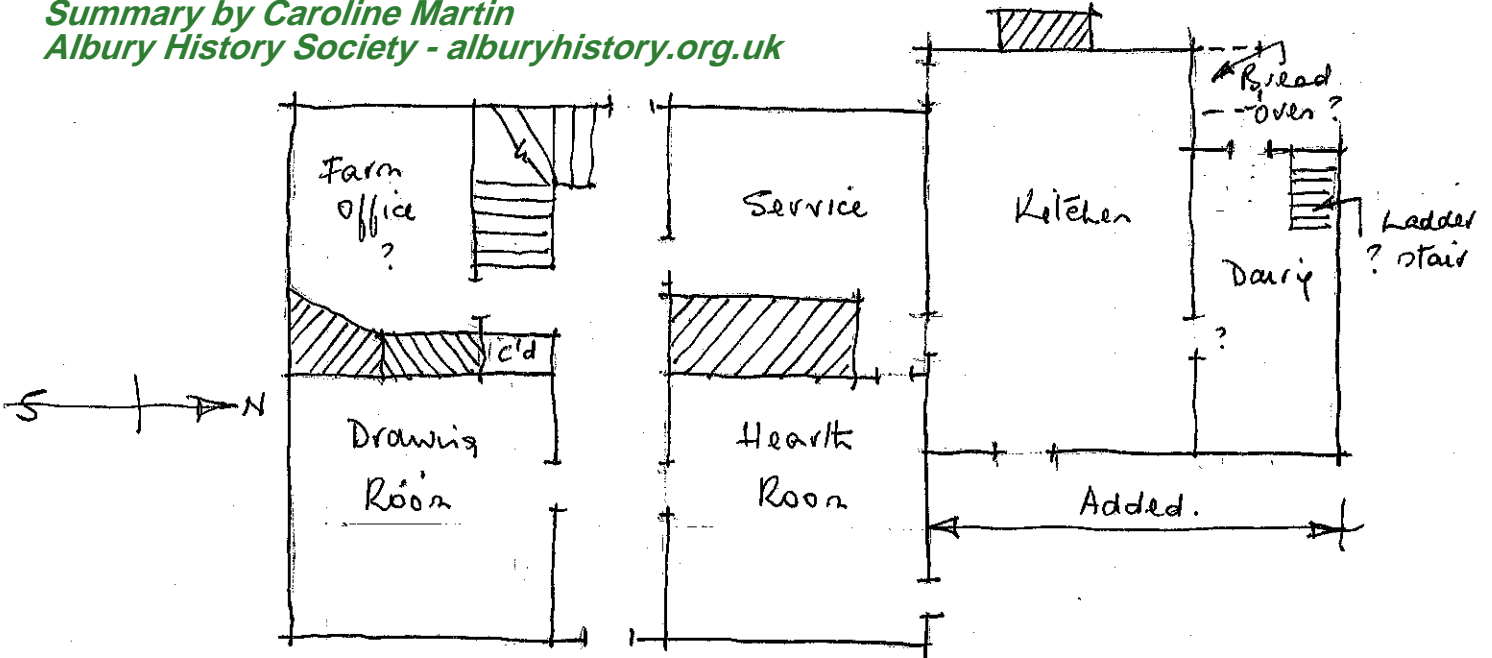 Summary by Caroline Martin
Albury History Society - alburyhistory.org.uk
Bread
oven ?
Farm
Office
?
Service
Kitchen
Ladder
? stair
Dairy
?
c'd
S
N
Drawing
Room
Hearth
Room
Added.